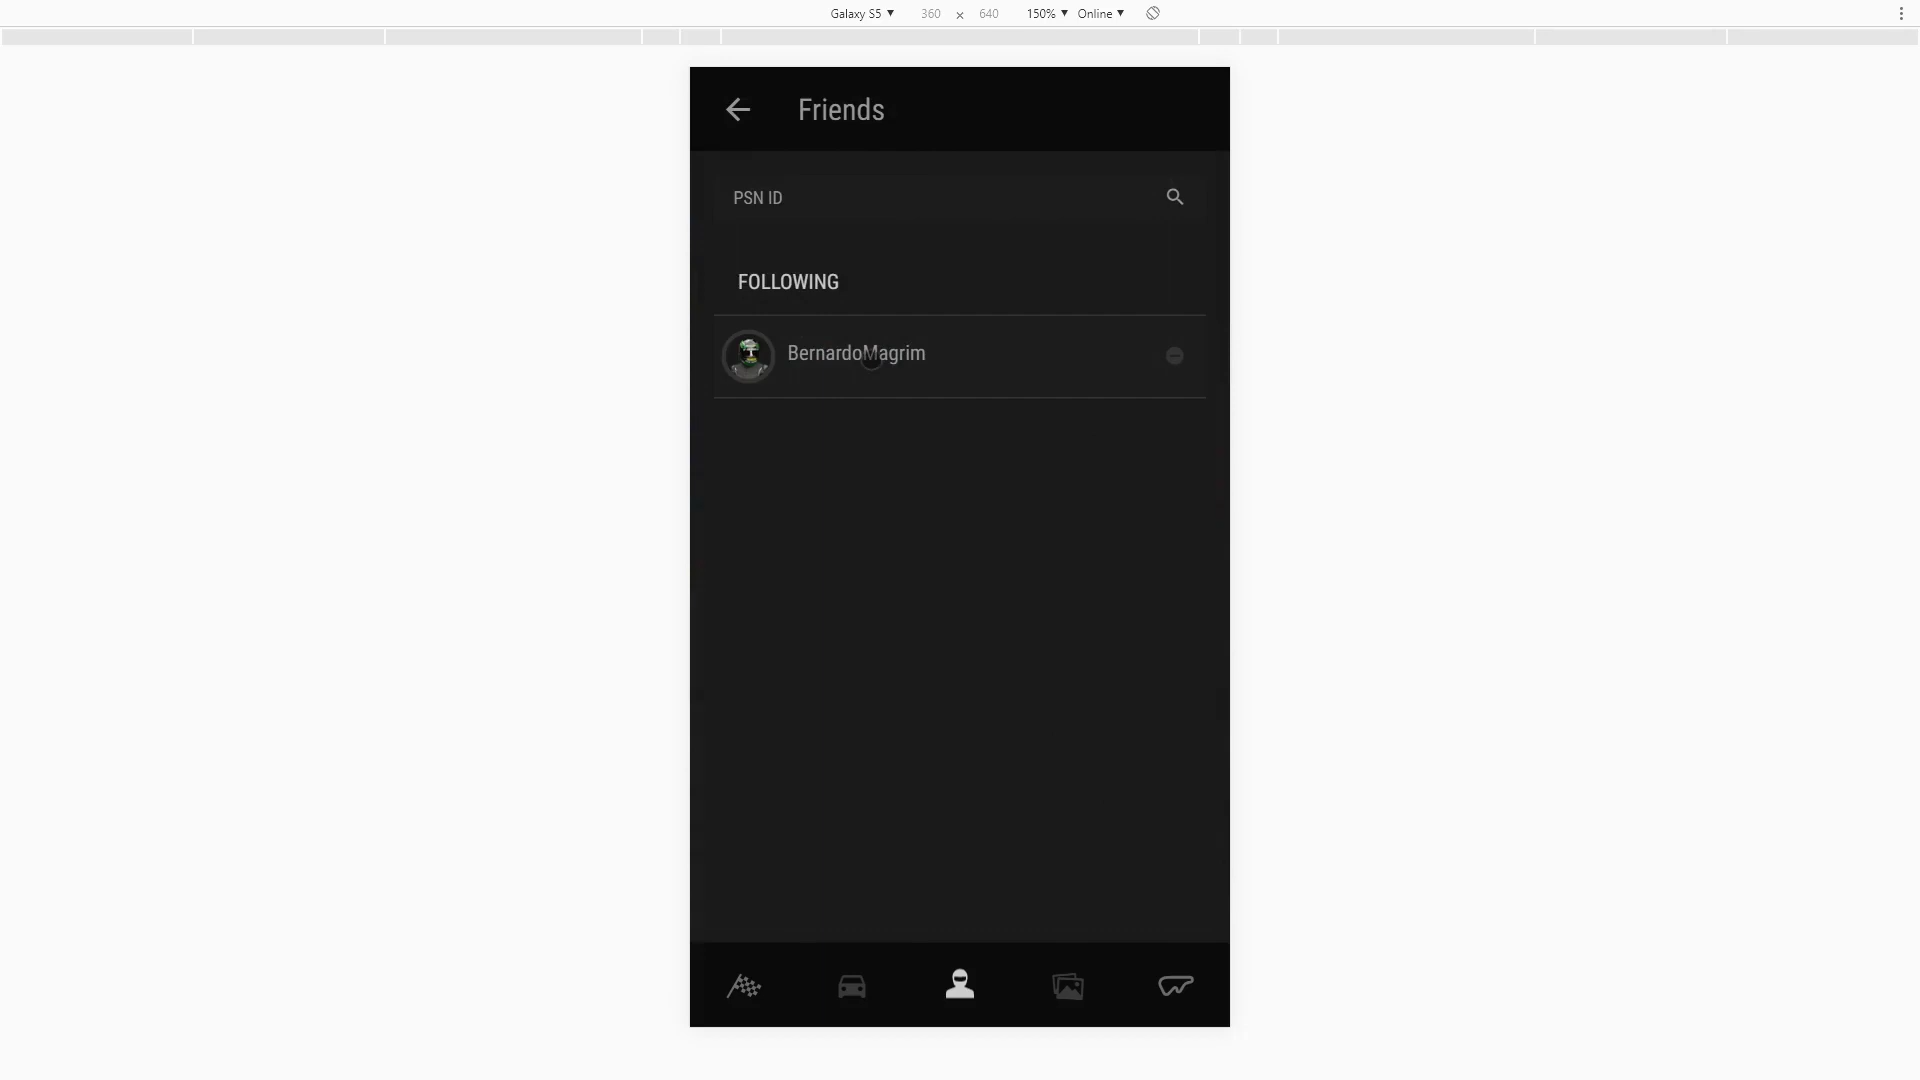 Galaxy S5 ▼ 360 × 640 150% ▼ Online ▼
Friends
PSN ID
FOLLOWING
BernardoMagrim